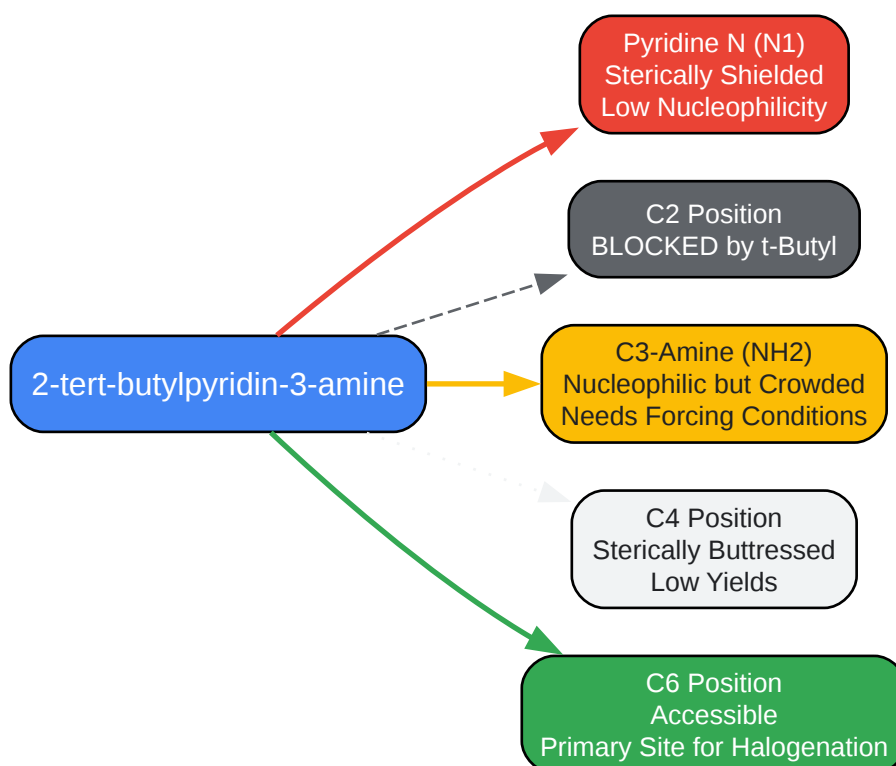 Pyridine N (N1)
Sterically Shielded
Low Nucleophilicity
C2 Position
BLOCKED by t-Butyl
2-tert-butylpyridin-3-amine
C3-Amine (NH2)
Nucleophilic but Crowded
Needs Forcing Conditions
C4 Position
Sterically Buttressed
Low Yields
C6 Position
Accessible
Primary Site for Halogenation